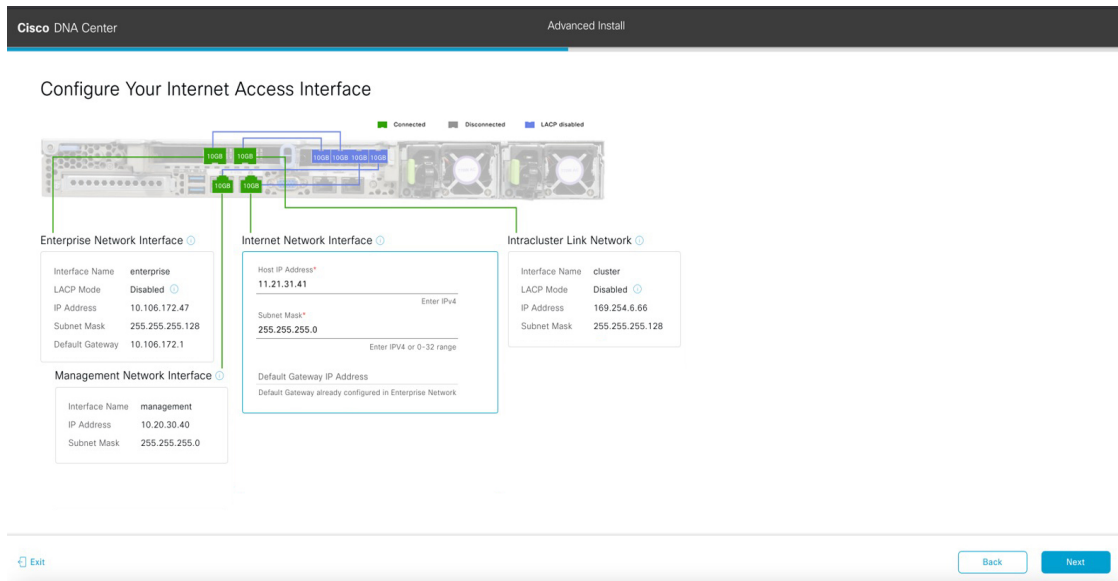 Cisco DNA Center
Advanced Install
Configure Your Internet Access Interface
Connected
Disconnected
LACP disabled
10GB 10GB 10GB 10GB 10GB 10GB
10GB 10GB
Enterprise Network Interface
Interface Name enterprise
LACP Mode Disabled
IP Address 10.106.172.47
Subnet Mask 255.255.255.128
Default Gateway 10.106.172.1
Management Network Interface
Interface Name management
IP Address 10.20.30.40
Subnet Mask 255.255.255.0
Internet Network Interface
Host IP Address*
11.21.31.41
Enter IPv4
Subnet Mask*
255.255.255.0
Enter IPV4 or 0-32 range
Default Gateway IP Address
Default Gateway already configured in Enterprise Network
Intracluster Link Network
Interface Name cluster
LACP Mode Disabled
IP Address 169.254.6.66
Subnet Mask 255.255.255.128
Exit
Back
Next